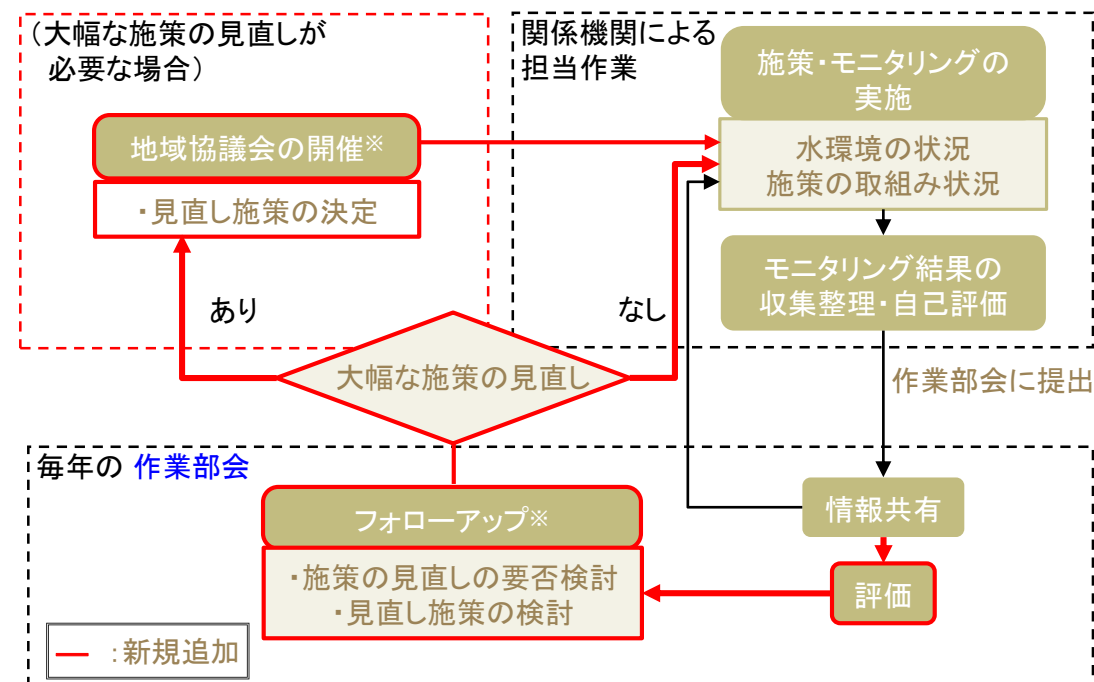 （大幅な施策の見直しが
必要な場合）
地域協議会の開催※
・見直し施策の決定
あり
関係機関による
担当作業
施策・モニタリングの
実施
水環境の状況
施策の取組み状況
モニタリング結果の
収集整理・自己評価
なし
大幅な施策の見直し
作業部会に提出
毎年の 作業部会
フォローアップ※
・施策の見直しの要否検討
・見直し施策の検討
情報共有
評価
：新規追加